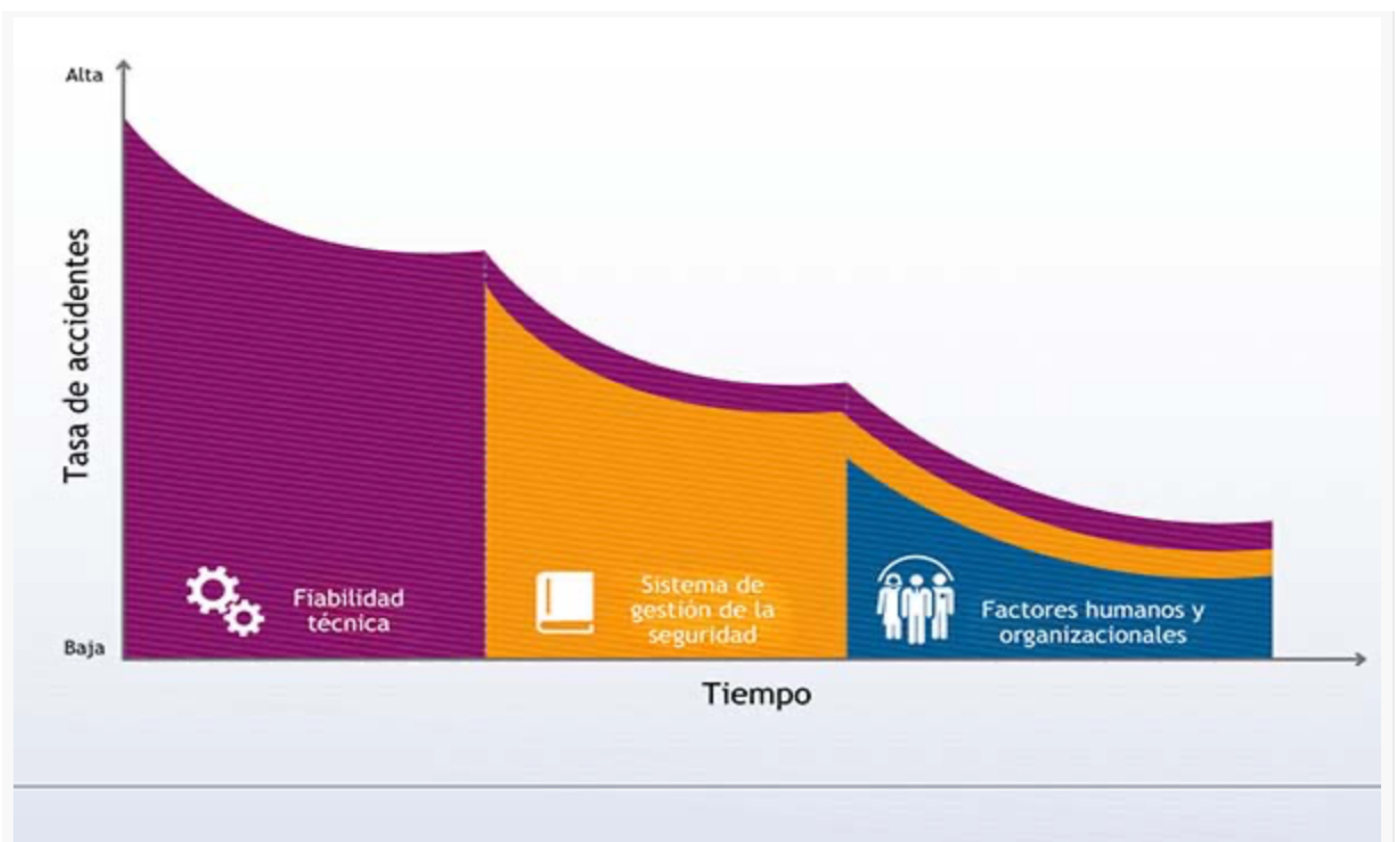 Alta
Tasa de accidentes
Fiabilidad
técnica
Sistema de
gestión de la
seguridad
Factores humanos y
organizacionales
Baja
Tiempo